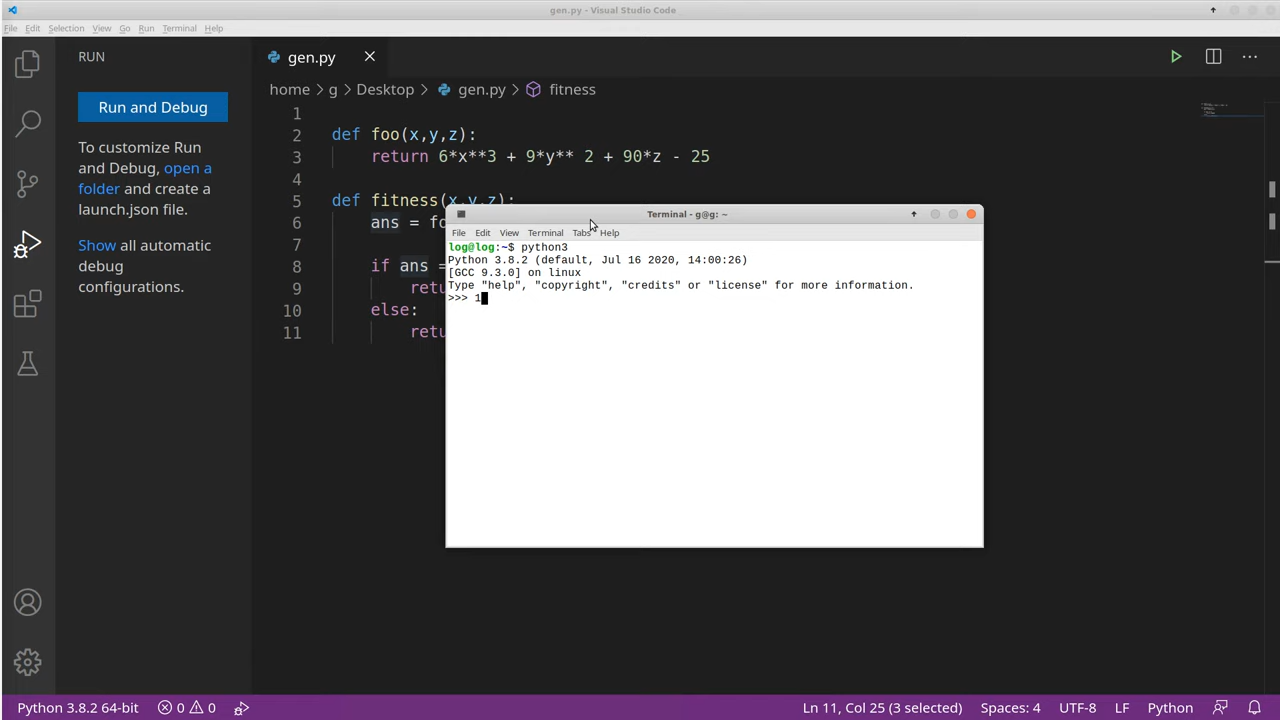 gen.py - Visual Studio Code
File Edit Selection View Go Run Terminal Help
RUN
Run and Debug
To customize Run
and Debug, open a
folder and create a
launch.json file.
Show all automatic
debug
configurations.
gen.py
home > g > Desktop > gen.py > fitness
1
2 def foo(x,y,z):
3 return 6*x**3 + 9*y** 2 + 90*z - 25
4
5 def fitness(x,y,z):
6 ans = fo
7
8 if ans =
9 retu
10 else:
11 retu
Terminal - g@g: ~
File Edit View Terminal Tabs Help
log@log:~$ python3
Python 3.8.2 (default, Jul 16 2020, 14:00:26)
[GCC 9.3.0] on linux
Type "help", "copyright", "credits" or "license" for more information.
>>> 1
Python 3.8.2 64-bit 0 0 Ln 11, Col 25 (3 selected) Spaces: 4 UTF-8 LF Python